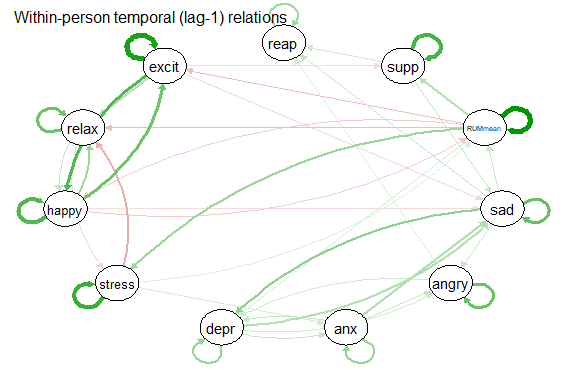 Within-person temporal (lag-1) relations
reap
excit
supp
relax
RUMmean
happy
sad
stress
angry
depr
anx